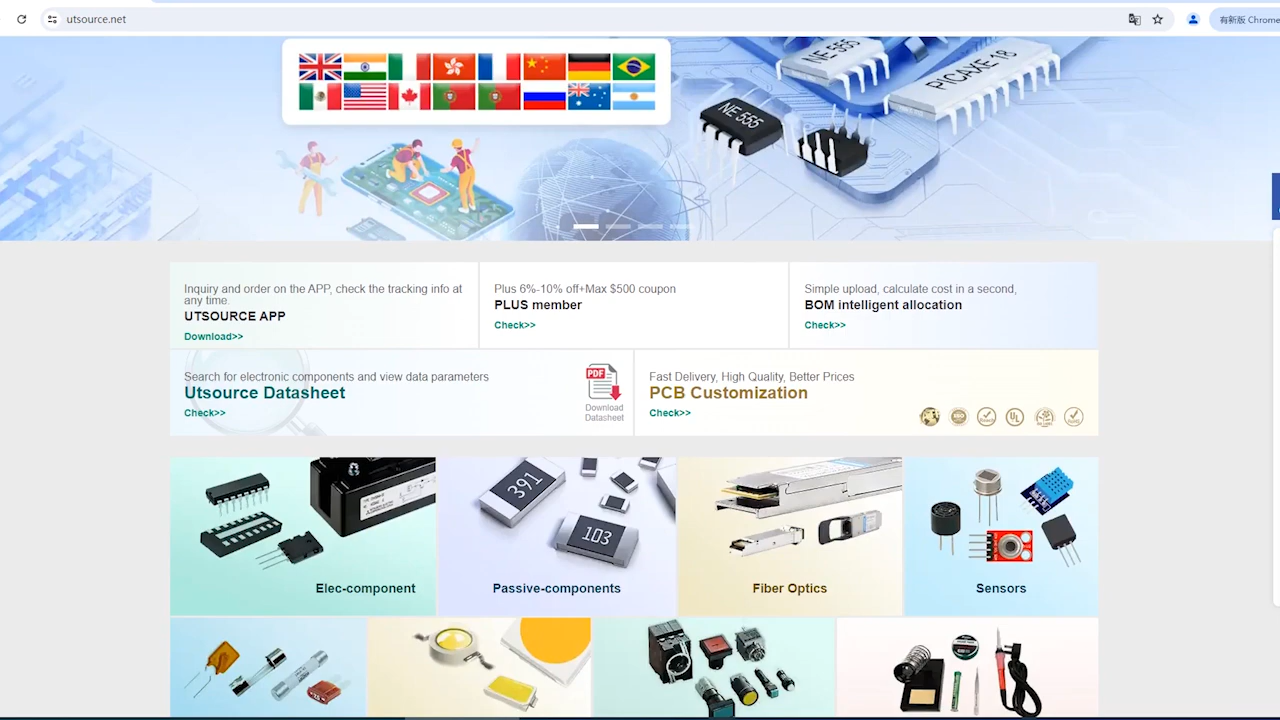 utsource.net
有新版 Chrome
NE 555
PICAXE-18
NE 555
Inquiry and order on the APP, check the tracking info at
any time.
UTSOURCE APP
Download>>
Plus 6%-10% off+Max $500 coupon
PLUS member
Check>>
Simple upload, calculate cost in a second,
BOM intelligent allocation
Check>>
Search for electronic components and view data parameters
Utsource Datasheet
Check>>
PDF
Download
Datasheet
Fast Delivery, High Quality, Better Prices
PCB Customization
Check>>
UL
391
103
Elec-component
Passive-components
Fiber Optics
Sensors